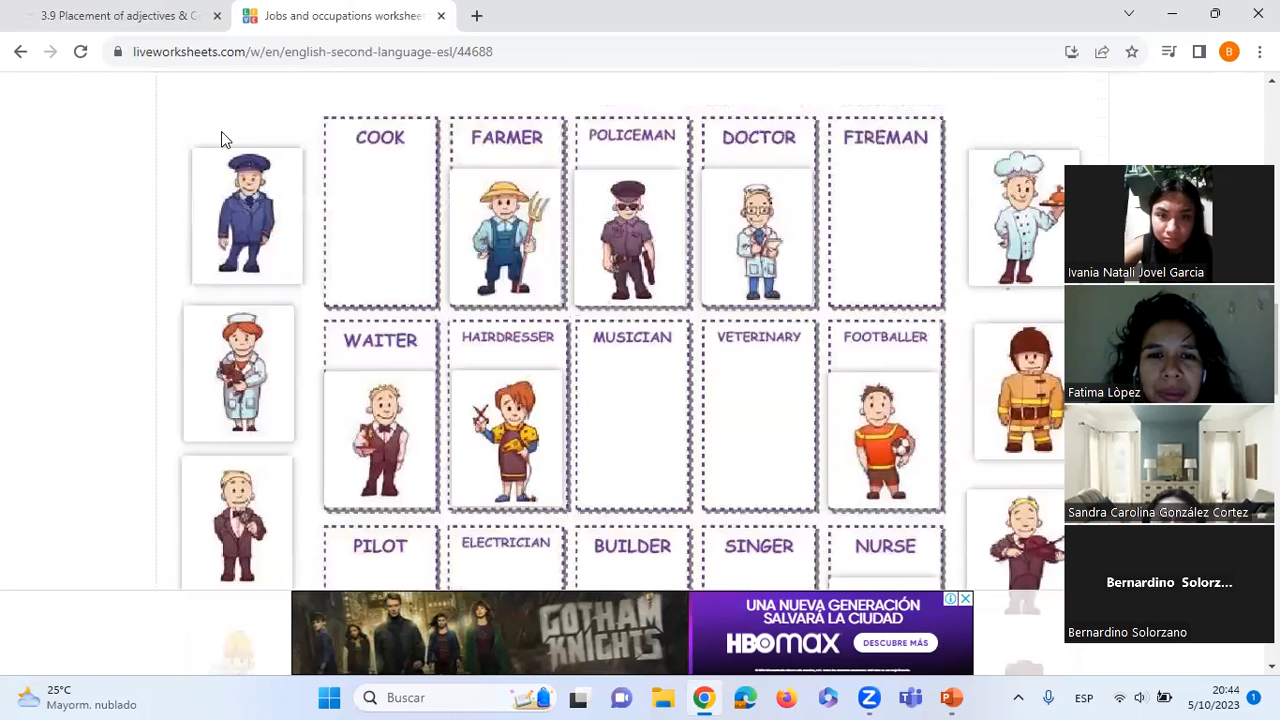 3.9 Placement of adjectives &
Jobs and occupations workshee
liveworksheets.com/w/en/english-second-language-esl/44688
B
COOK
FARMER
POLICEMAN
DOCTOR
FIREMAN
WAITER
HAIRDRESSER
MUSICIAN
VETERINARY
FOOTBALLER
PILOT
ELECTRICIAN
BUILDER
SINGER
NURSE
Ivania Natali Jovel Garcia
Fatima Lòpez
Sandra Carolina González Cortez
Bernardino Solorz...
Bernardino Solorzano
GOTHAM
KNIGHTS
UNA NUEVA GENERACIÓN
SALVARÁ LA CIUDAD
HBOMAX
DESCUBRE MÁS
25°C
Mayorm. nublado
Buscar
ESP
20:44
5/10/2023
1